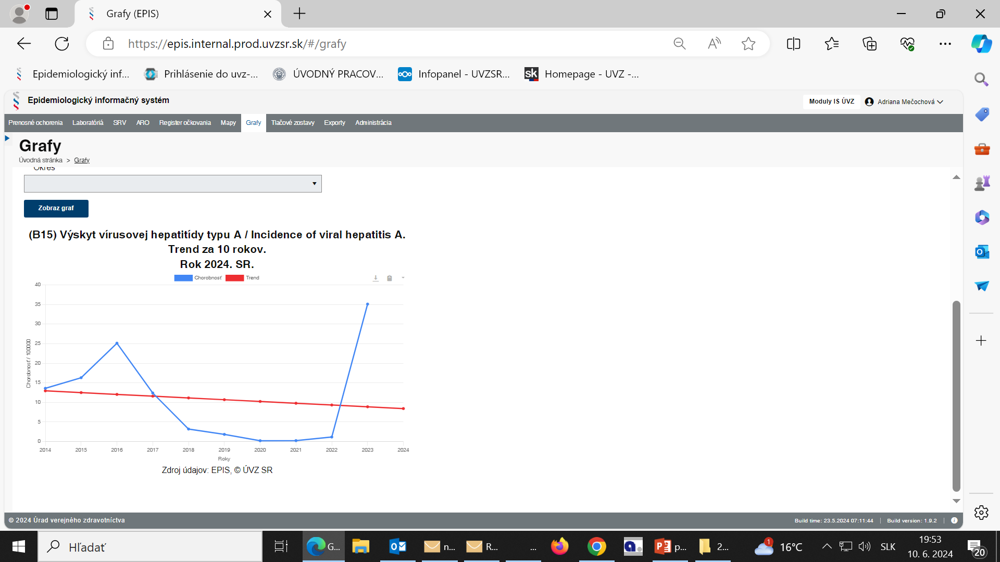 Grafy (EPIS)
https://epis.internal.prod.uvzsr.sk/#/grafy
Epidemiologický inf...
Prihlásenie do uvz-...
ÚVODNÝ PRACOV...
Infopanel - UVZSR...
sk Homepage - UVZ -...
Epidemiologický informačný systém
Moduly IS ÚVZ
Adriana Mečochová
Prenosné ochorenia Laboratóriá SRV ARO Register očkovania Mapy Grafy Tlačové zostavy Exporty Administrácia
Grafy
Úvodná stránka > Grafy
Okres
Zobraz graf
(B15) Výskyt vírusovej hepatitídy typu A / Incidence of viral hepatitis A.
Trend za 10 rokov.
Rok 2024. SR.
Chorobnosť Trend
40
35
30
25
20
15
10
5
0
Chorobnosť / 100000
2014 2015 2016 2017 2018 2019 2020 2021 2022 2023 2024
Roky
Zdroj údajov: EPIS, © ÚVZ SR
© 2024 Úrad verejného zdravotníctva
Build time: 23.5.2024 07:11:44 | Build version: 1.9.2 |
Hľadať
G...
n...
R...
...
a.
p...
2...
1
16°C
SLK
19:53
10. 6. 2024
20